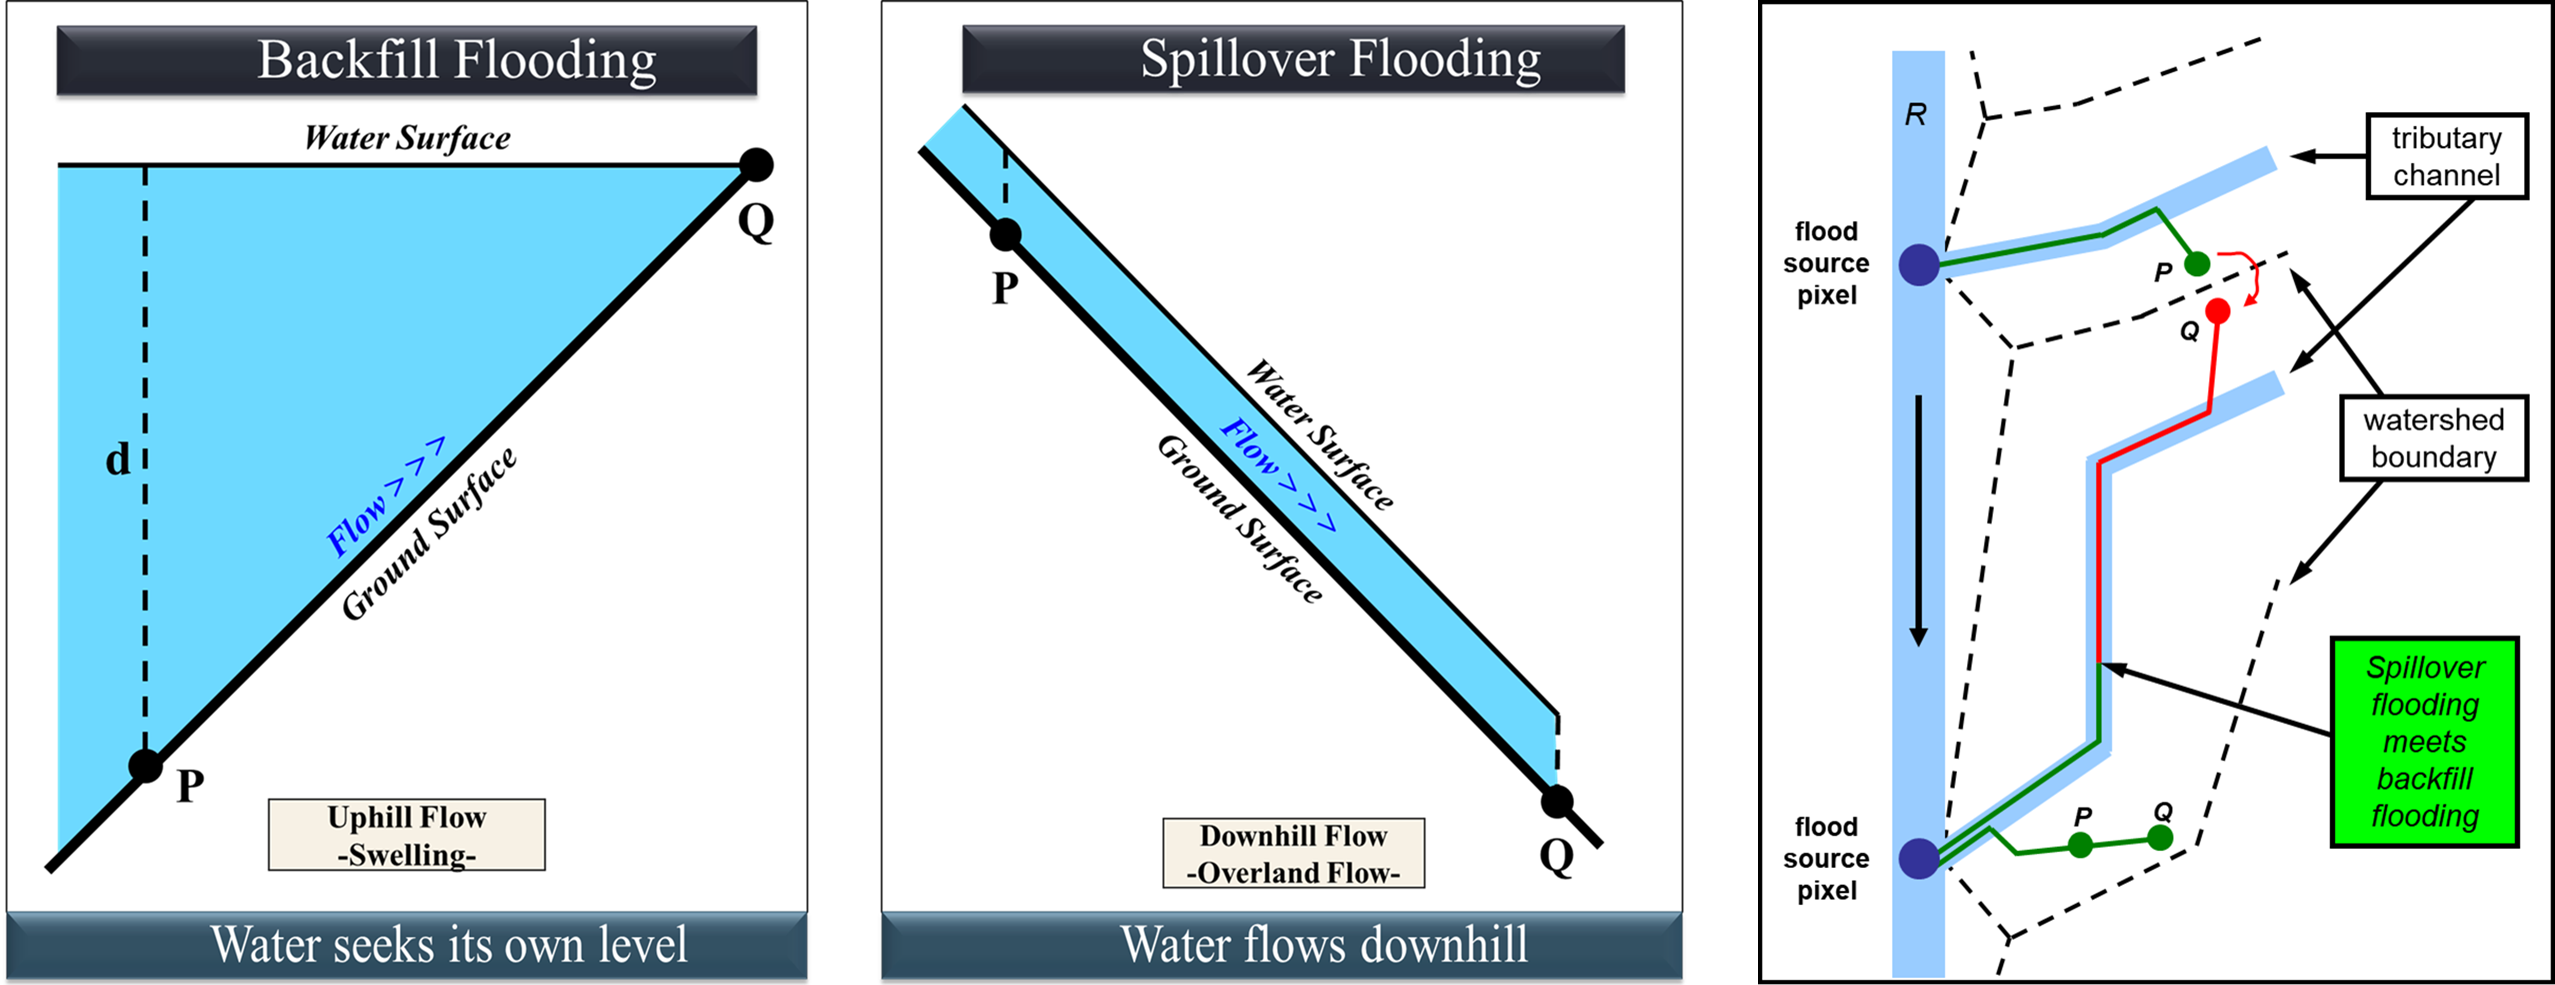 Backfill Flooding
Water Surface
Q
d
Flow > > >
Ground Surface
P
Uphill Flow
-Swelling-
Water seeks its own level
Spillover Flooding
P
Water Surface
Flow > > >
Ground Surface
Downhill Flow
-Overland Flow-
Q
Water flows downhill
R
tributary
channel
flood
source
pixel
P
Q
watershed
boundary
Spillover
flooding
meets
backfill
flooding
P
Q
flood
source
pixel